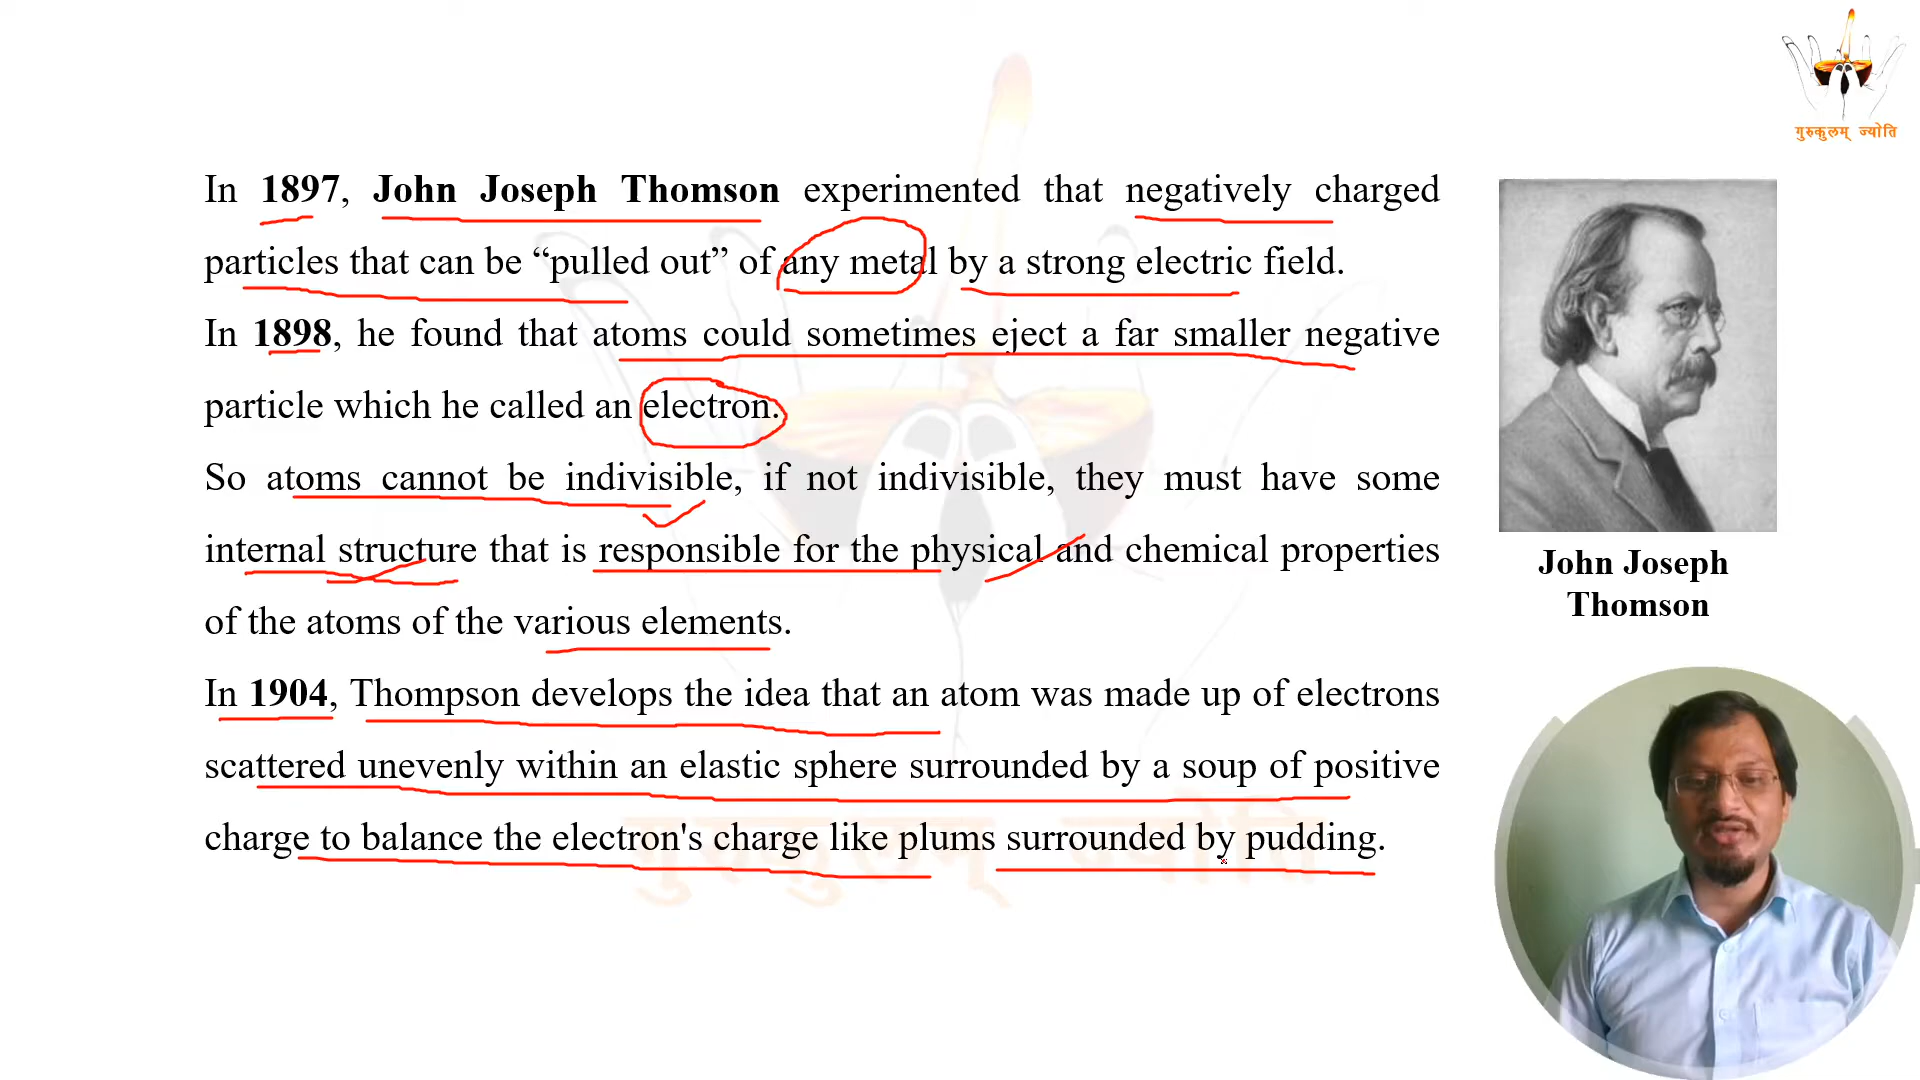 गुरुकुलम् ज्योति
In 1897, John Joseph Thomson experimented that negatively charged
particles that can be “pulled out” of any metal by a strong electric field.
In 1898, he found that atoms could sometimes eject a far smaller negative
particle which he called an electron.
So atoms cannot be indivisible, if not indivisible, they must have some
internal structure that is responsible for the physical and chemical properties
of the atoms of the various elements.
In 1904, Thompson develops the idea that an atom was made up of electrons
scattered unevenly within an elastic sphere surrounded by a soup of positive
charge to balance the electron's charge like plums surrounded by pudding.
John Joseph
Thomson
गुरुकुलम् ज्योति